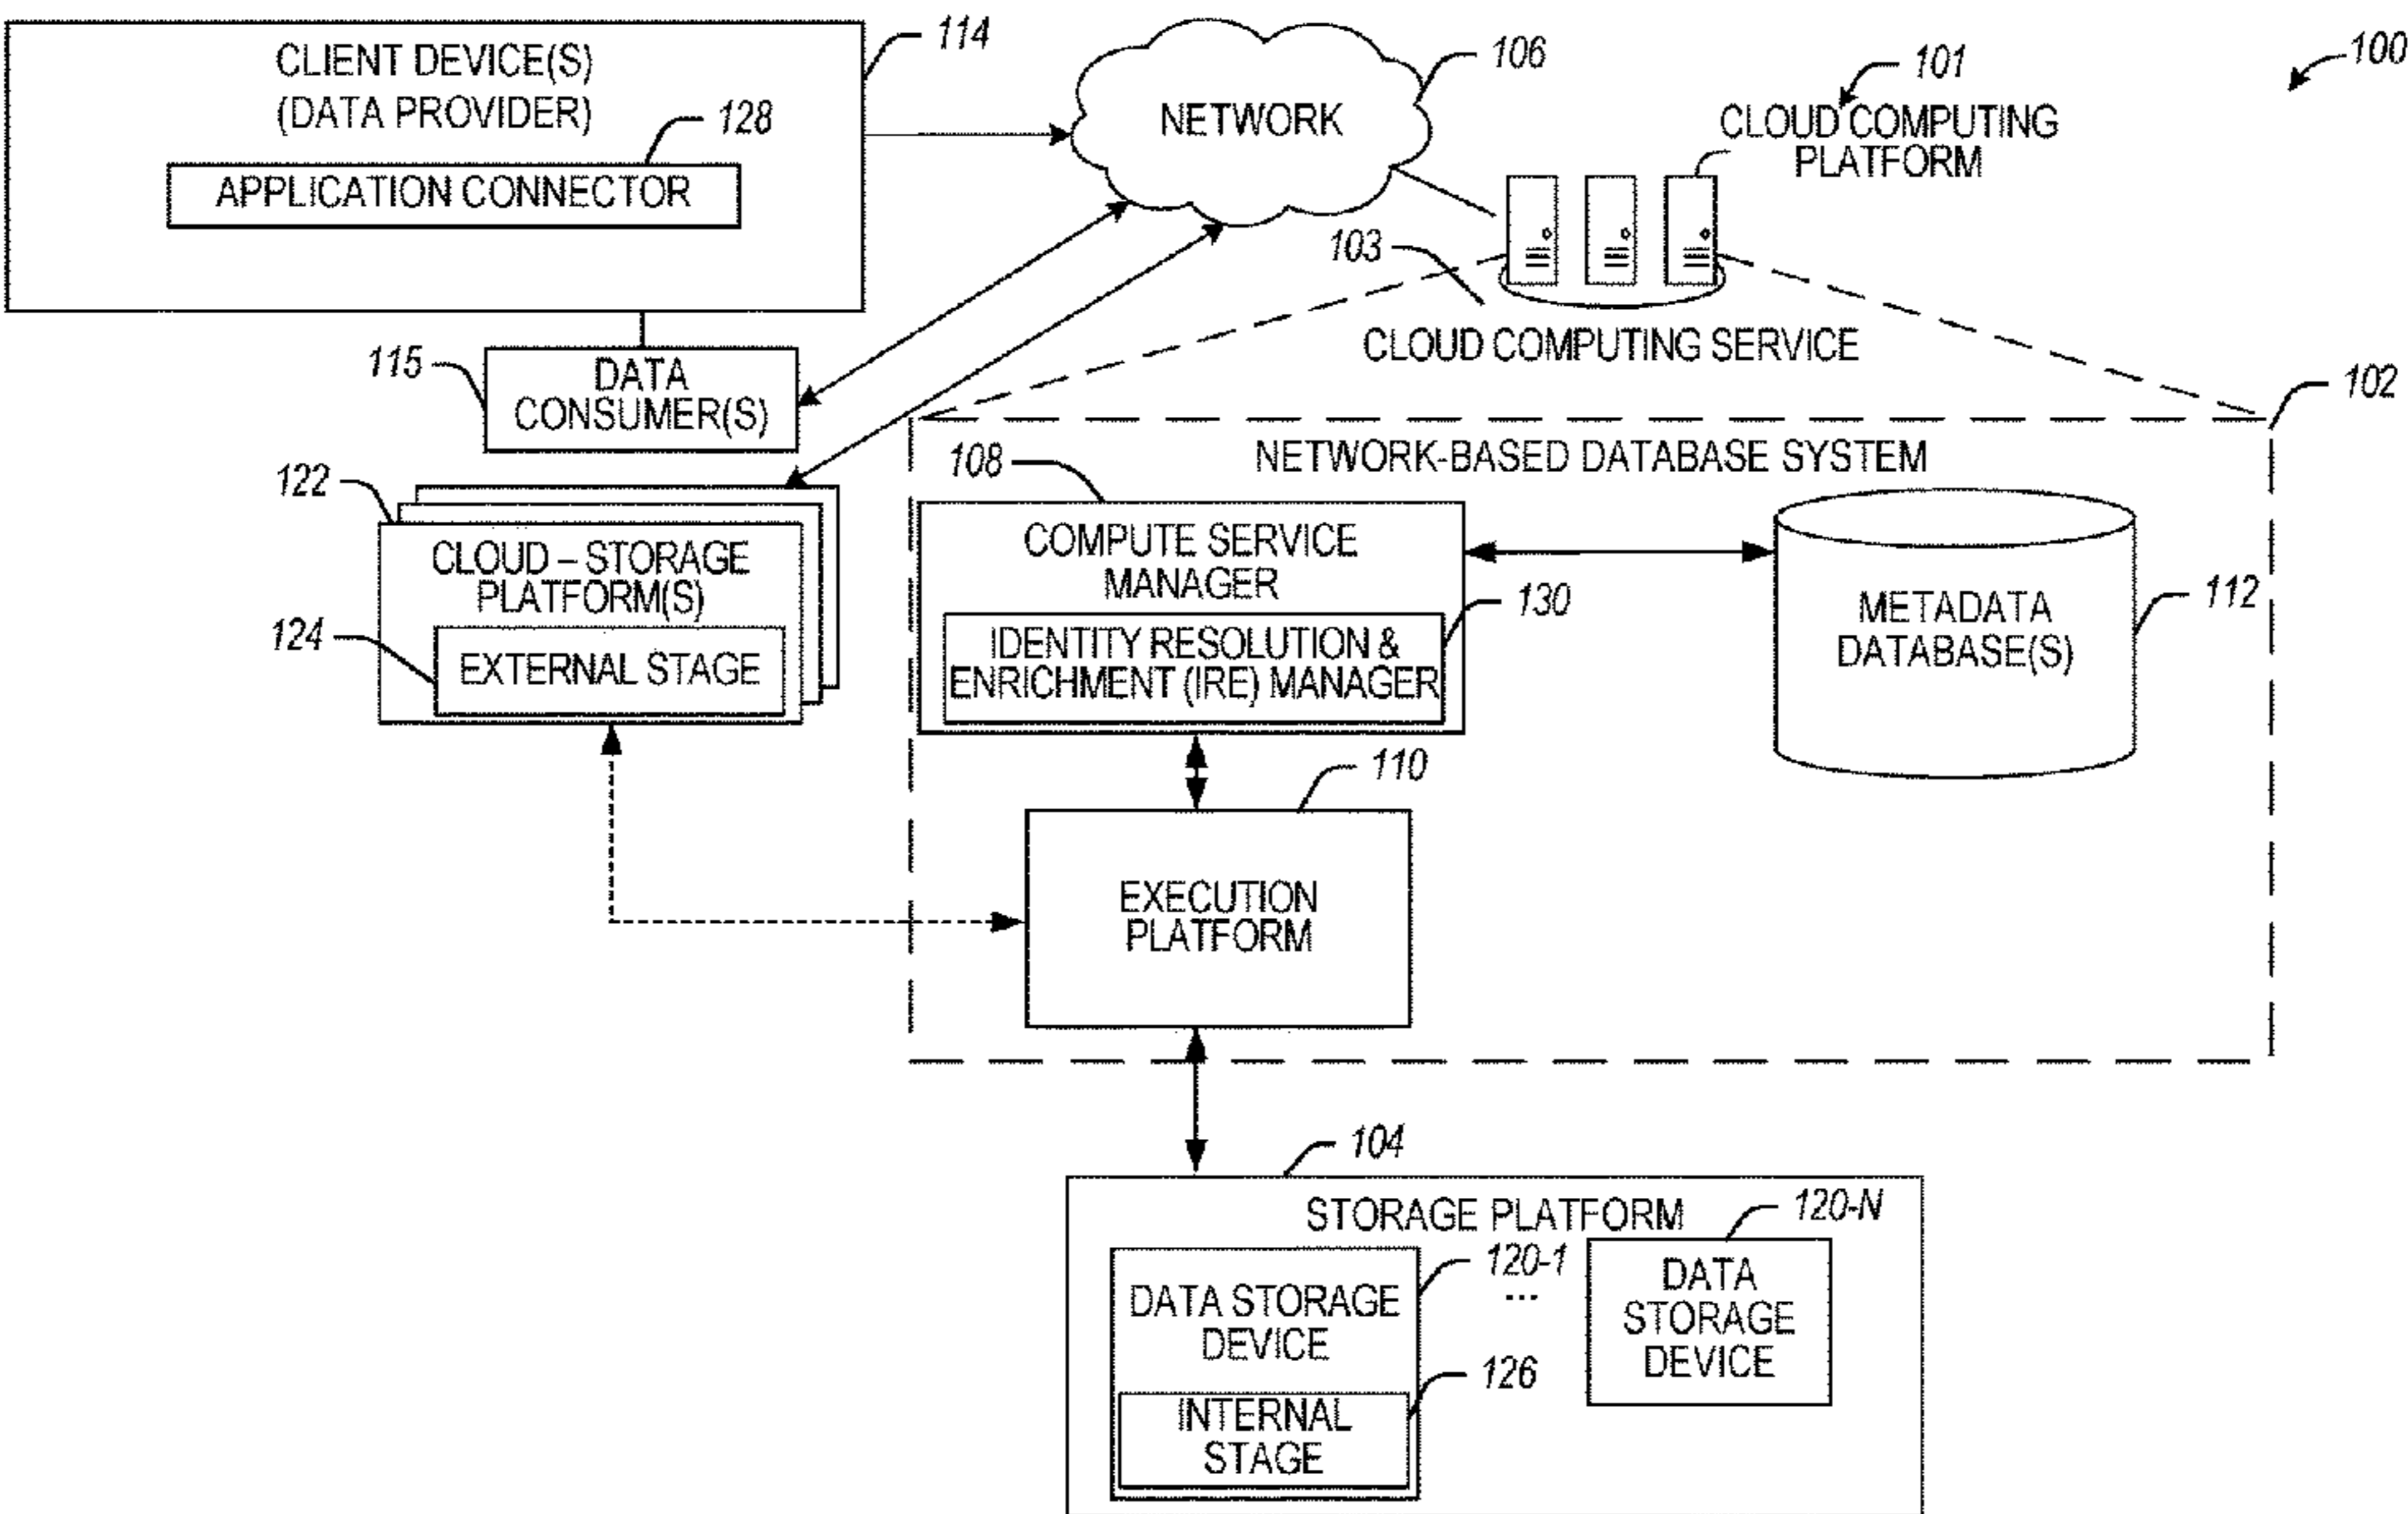 CLIENT DEVICE(S)
(DATA PROVIDER)
114
128
APPLICATION CONNECTOR
NETWORK
106
101
CLOUD COMPUTING
PLATFORM
100
103
CLOUD COMPUTING SERVICE
115
DATA
CONSUMER(S)
102
NETWORK-BASED DATABASE SYSTEM
122
CLOUD – STORAGE
PLATFORM(S)
124
EXTERNAL STAGE
108
COMPUTE SERVICE
MANAGER
130
IDENTITY RESOLUTION &
ENRICHMENT (IRE) MANAGER
METADATA
DATABASE(S)
112
110
EXECUTION
PLATFORM
104
STORAGE PLATFORM
120-1
...
120-N
DATA STORAGE
DEVICE
126
INTERNAL
STAGE
DATA
STORAGE
DEVICE